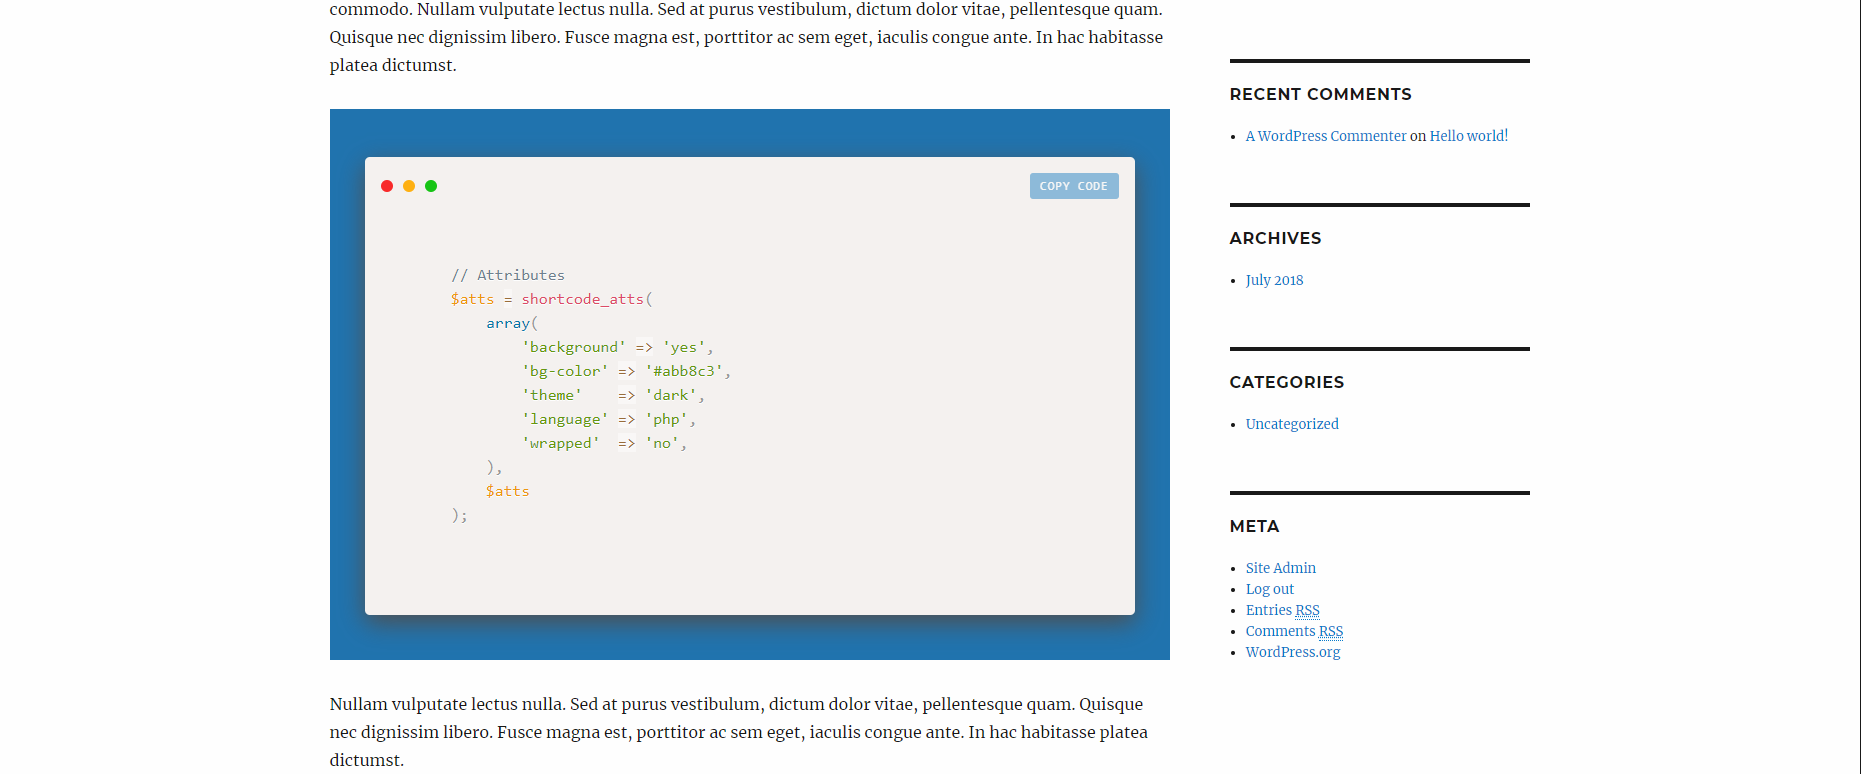 commodo. Nullam vulputate lectus nulla. Sed at purus vestibulum, dictum dolor vitae, pellentesque quam.
Quisque nec dignissim libero. Fusce magna est, porttitor ac sem eget, iaculis congue ante. In hac habitasse
platea dictumst.
COPY CODE
// Attributes
$atts = shortcode_atts(
    array(
        'background' => 'yes',
        'bg-color' => '#abb8c3',
        'theme'    => 'dark',
        'language' => 'php',
        'wrapped'  => 'no',
    ),
    $atts
);
Nullam vulputate lectus nulla. Sed at purus vestibulum, dictum dolor vitae, pellentesque quam. Quisque
nec dignissim libero. Fusce magna est, porttitor ac sem eget, iaculis congue ante. In hac habitasse platea
dictumst.
RECENT COMMENTS
A WordPress Commenter on Hello world!
ARCHIVES
July 2018
CATEGORIES
Uncategorized
META
Site Admin
Log out
Entries RSS
Comments RSS
WordPress.org